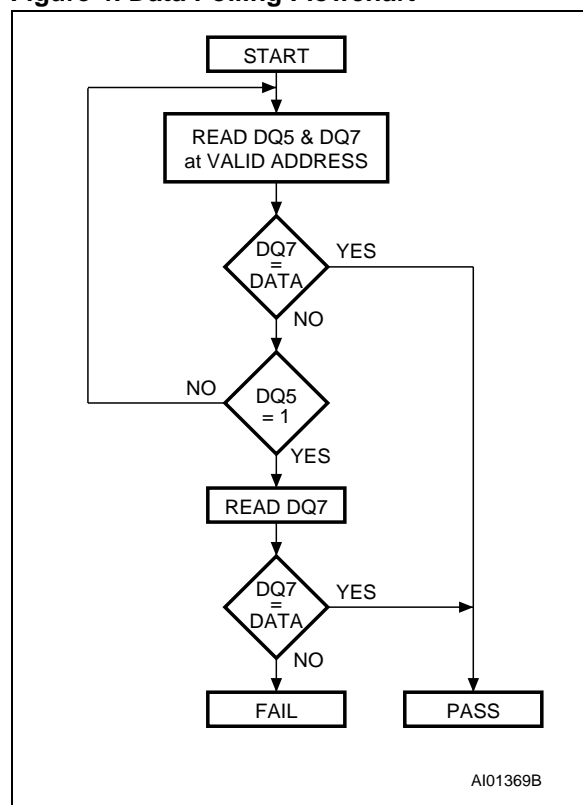 Figure 4. Data Polling Flowchart
START
READ DQ5 & DQ7
at VALID ADDRESS
DQ7
=
DATA
YES
NO
NO
DQ5
= 1
YES
READ DQ7
DQ7
=
DATA
YES
NO
FAIL
PASS
AI01369B